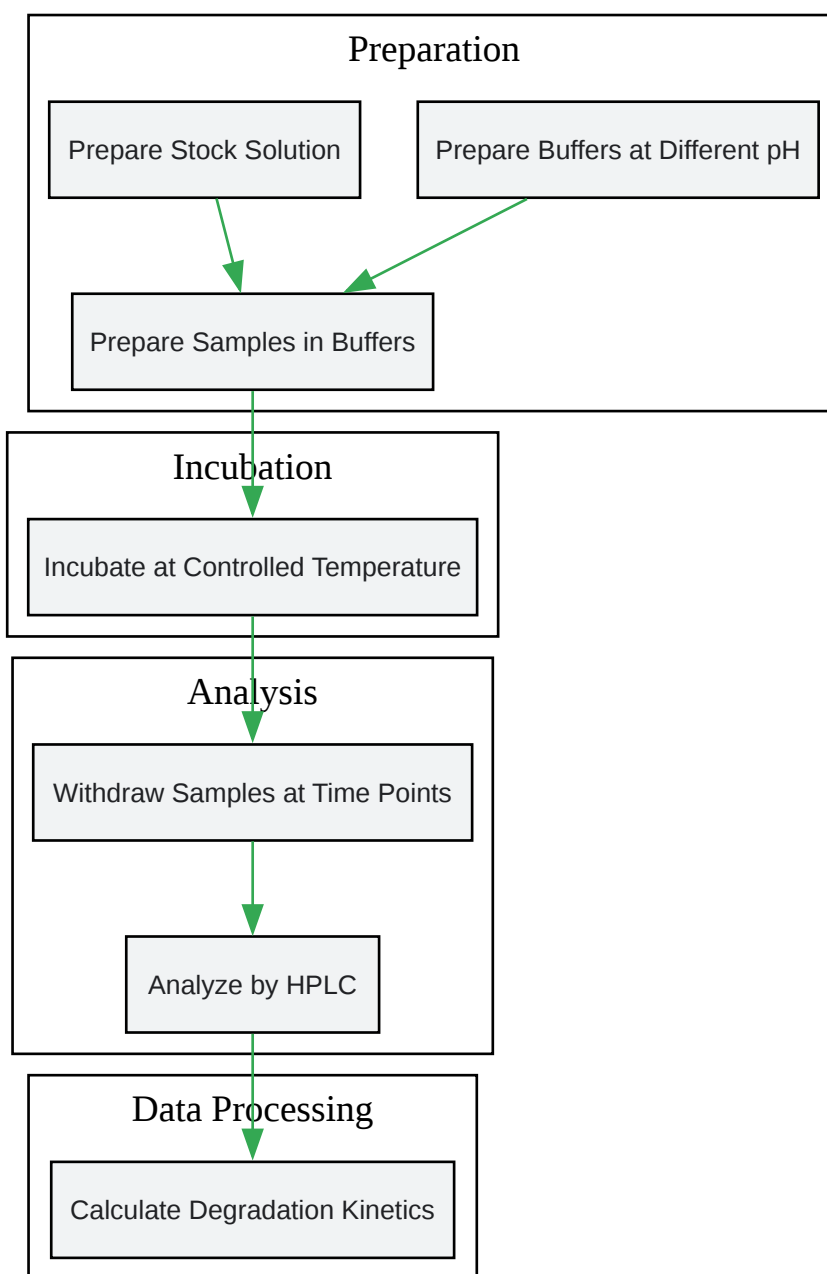 Preparation
Prepare Stock Solution
Prepare Buffers at Different pH
Prepare Samples in Buffers
Incubation
Incubate at Controlled Temperature
Analysis
Withdraw Samples at Time Points
Analyze by HPLC
Data Processing
Calculate Degradation Kinetics